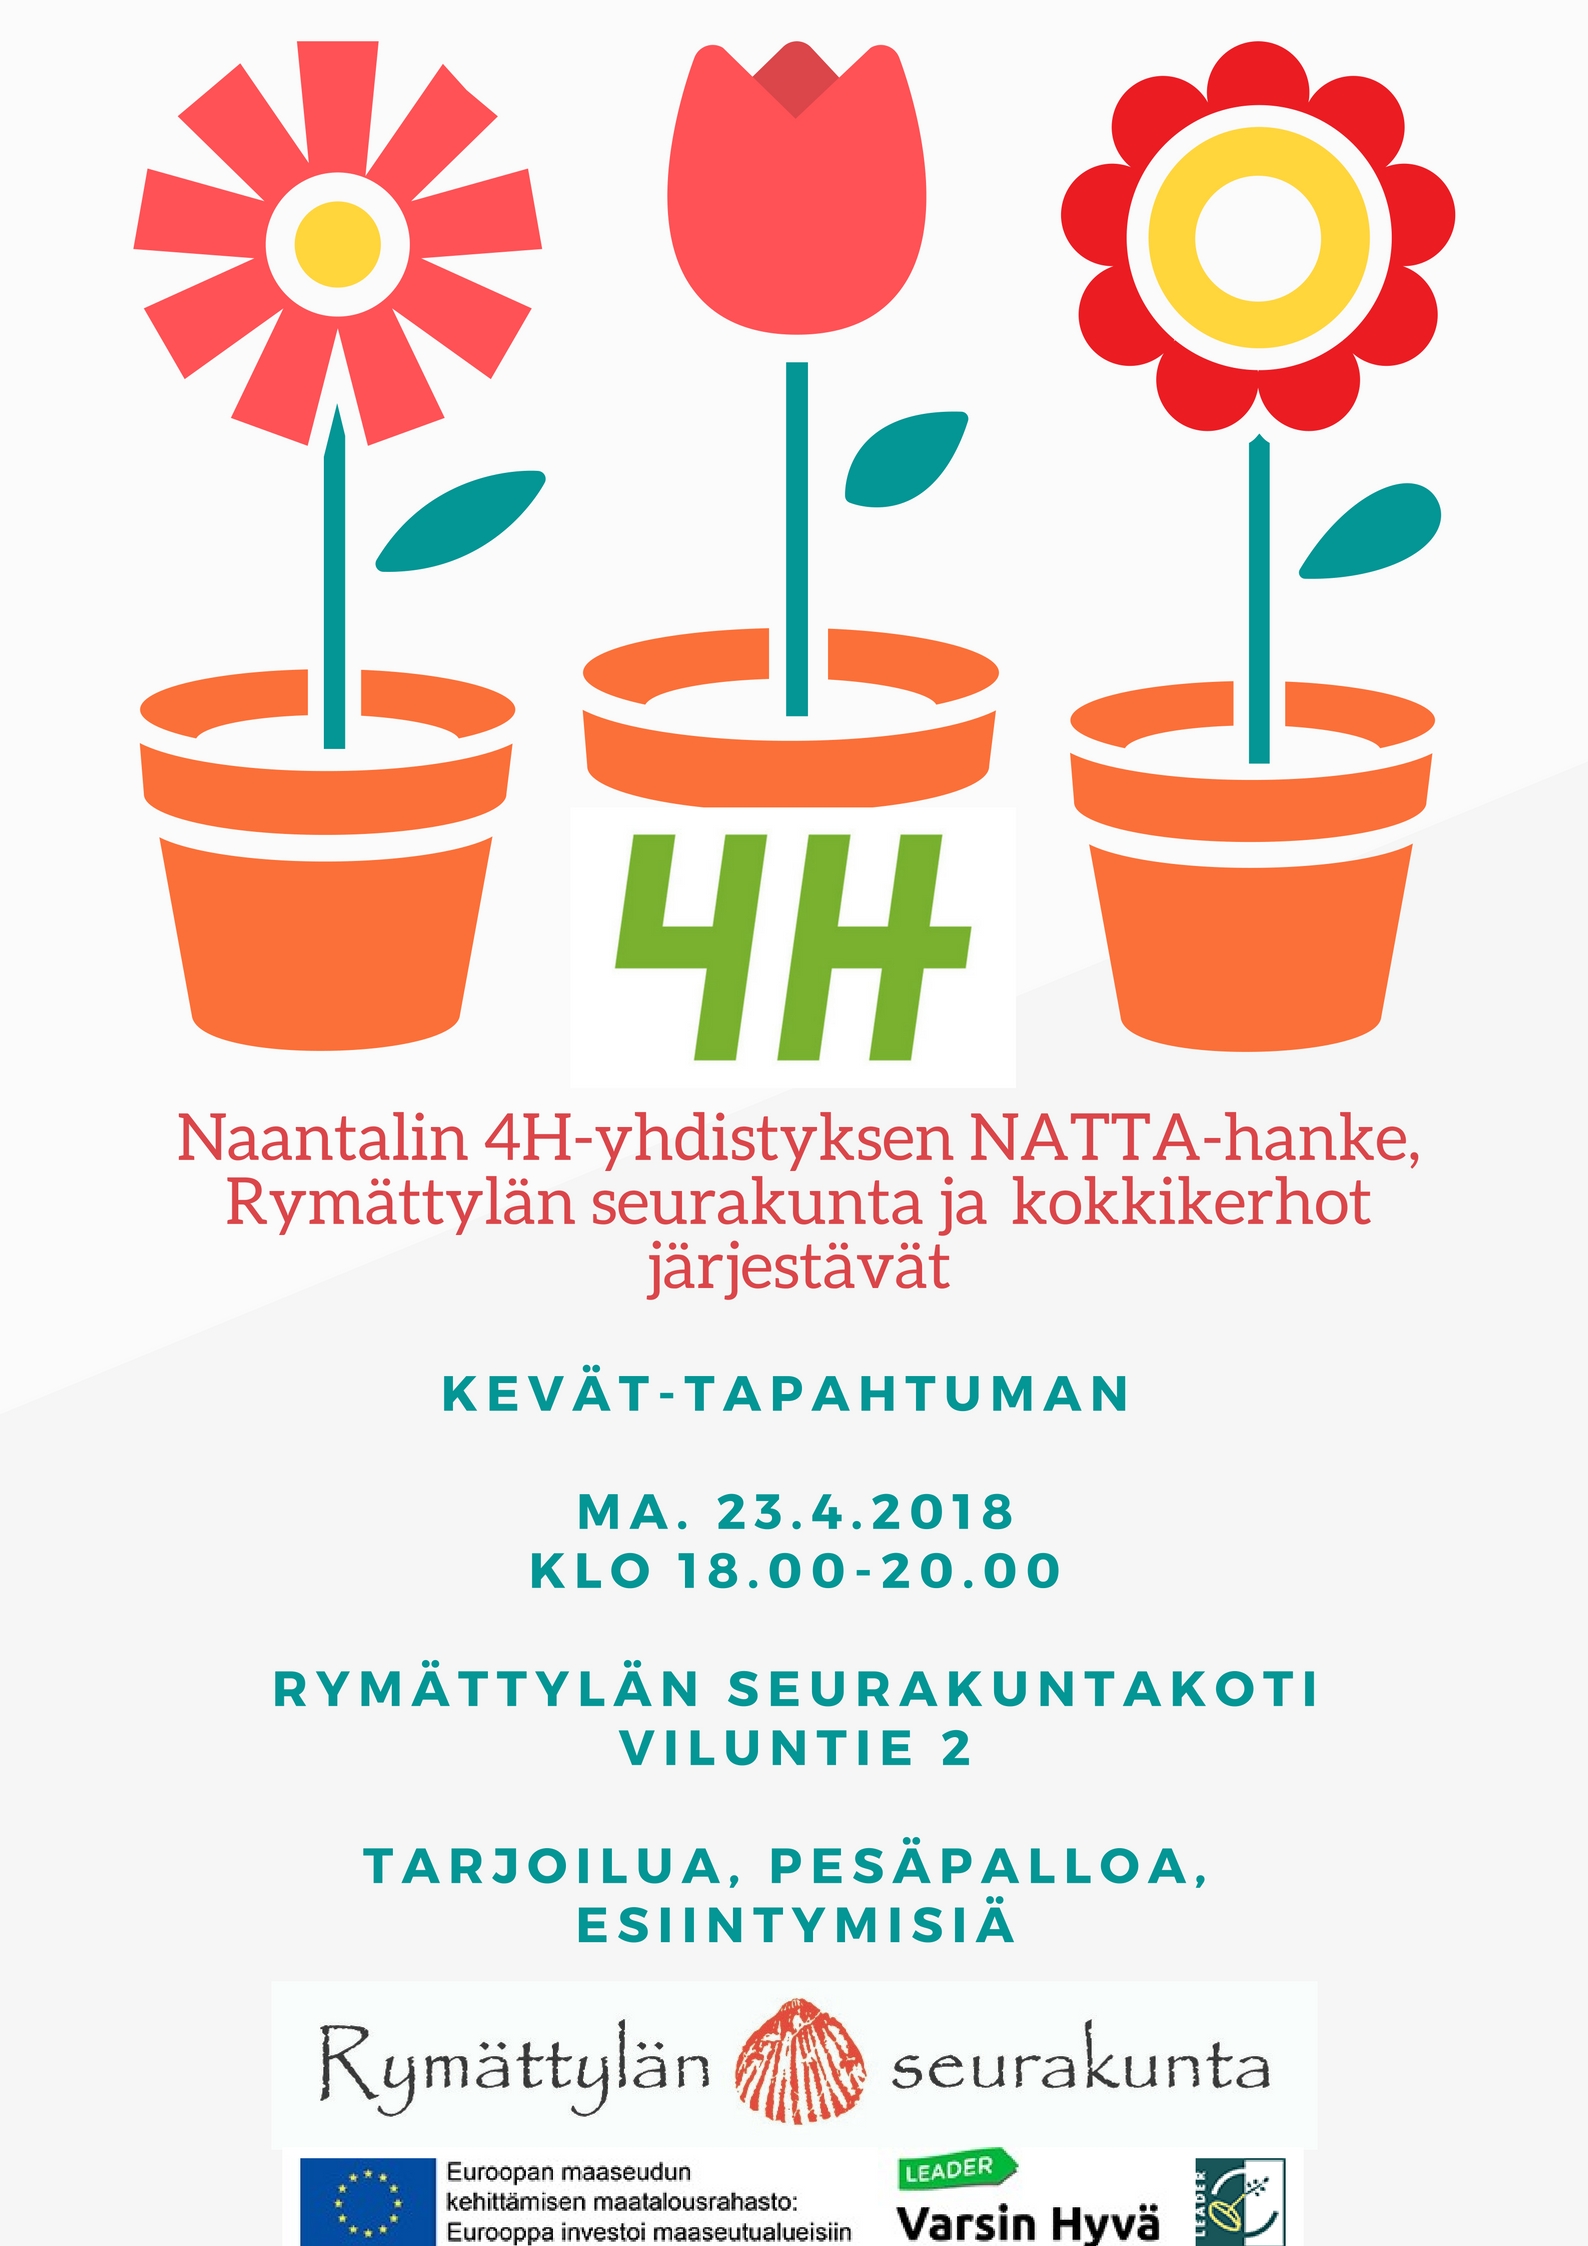 4H
Naantalin 4H-yhdistyksen NATTA-hanke,
Rymättylän seurakunta ja kokkikerhot
järjestävät
KEVÄT-TAPAHTUMAN
MA. 23.4.2018
KLO 18.00-20.00
RYMÄTTYLÄN SEURAKUNTAKOTI
VILUNTIE 2
TARJOILUA, PESÄPALLOA,
ESIINTYMISIÄ
Rymättylän seurakunta
Euroopan maaseudun
kehittämisen maatalousrahasto:
Eurooppa investoi maaseutualueisiin
LEADER
Varsin Hyvä
LEADER